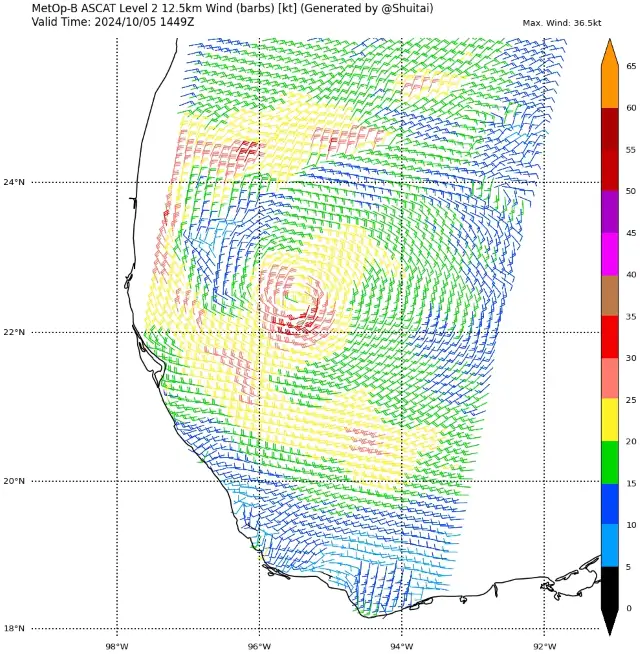 MetOp-B ASCAT Level 2 12.5km Wind (barbs) [kt] (Generated by @Shuitai)
Valid Time: 2024/10/05 1449Z
Max. Wind: 36.5kt
65
60
55
50
45
40
35
30
25
20
15
10
5
0
24°N
22°N
20°N
18°N
98°W
96°W
94°W
92°W